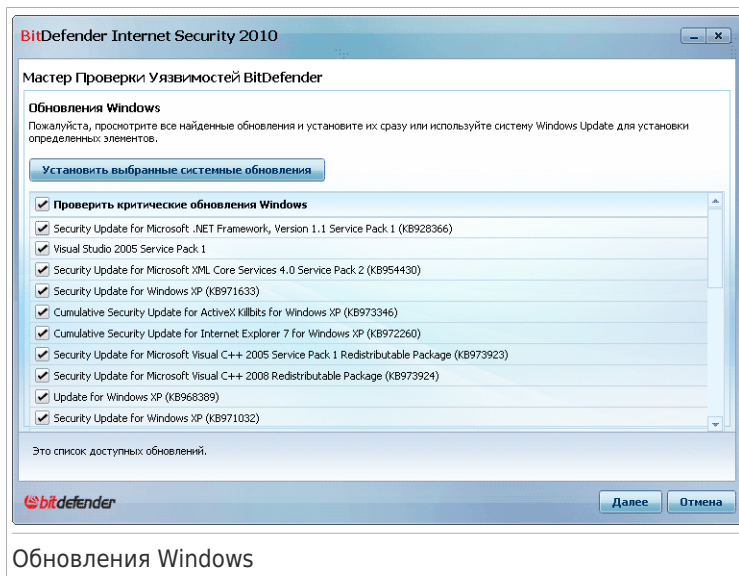 BitDefender Internet Security 2010
Мастер Проверки Уязвимостей BitDefender
Обновления Windows
Пожалуйста, просмотрите все найденные обновления и установите их сразу или используйте систему Windows Update для установки
определенных элементов.
Установить выбранные системные обновления
Проверить критические обновления Windows
Security Update for Microsoft .NET Framework, Version 1.1 Service Pack 1 (KB928366)
Visual Studio 2005 Service Pack 1
Security Update for Microsoft XML Core Services 4.0 Service Pack 2 (KB954430)
Security Update for Windows XP (KB971633)
Cumulative Security Update for ActiveX Killbits for Windows XP (KB973346)
Cumulative Security Update for Internet Explorer 7 for Windows XP (KB972260)
Security Update for Microsoft Visual C++ 2005 Service Pack 1 Redistributable Package (KB973923)
Security Update for Microsoft Visual C++ 2008 Redistributable Package (KB973924)
Update for Windows XP (KB968389)
Security Update for Windows XP (KB971032)
Это список доступных обновлений.
bitdefender
Далее
Отмена
Обновления Windows